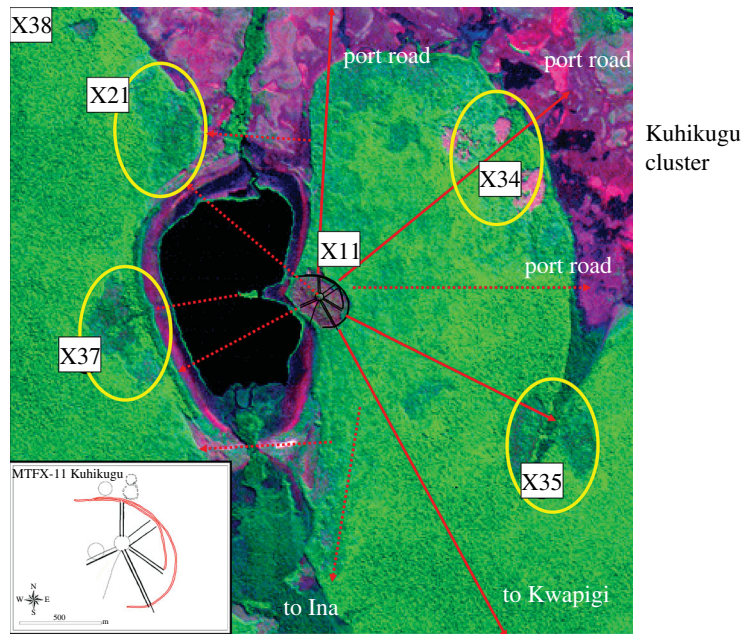 X38
port road
port road
X21
Kuhikugu
cluster
X34
X11
port road
X37
X35
MTFX-11 Kuhikugu
N
W E
S
500 m
to Ina
to Kwapigi